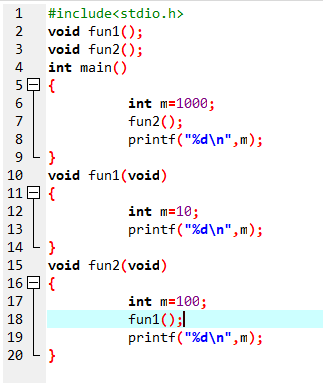 1 #include<stdio.h>
2 void fun1();
3 void fun2();
4 int main()
5 {
6 int m=1000;
7 fun2();
8 printf("%d\n",m);
9 }
10 void fun1(void)
11 {
12 int m=10;
13 printf("%d\n",m);
14 }
15 void fun2(void)
16 {
17 int m=100;
18 fun1();
19 printf("%d\n",m);
20 }